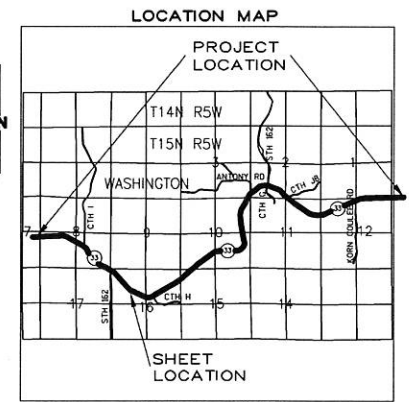 LOCATION MAP
PROJECT
LOCATION
N
T14N R5W
T15N R5W
STH 162
3
2
1
ANTONY RD
WASHINGTON
CTH JB
CTH I
CTH G
KORN COULEE RD
33
7
8
9
10
11
12
33
33
17
16
15
14
STH 162
CTH H
SHEET
LOCATION